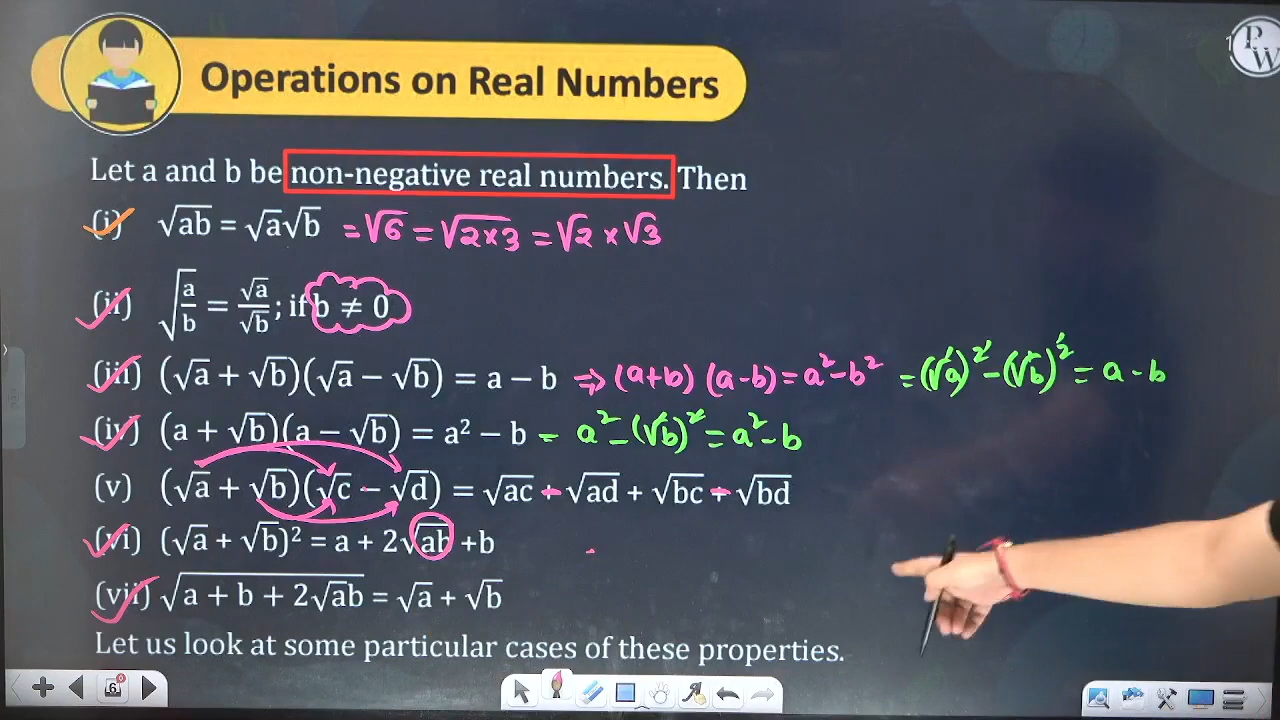 Operations on Real Numbers
PW
Let a and b be non-negative real numbers. Then
(i) √ab = √a√b = √6 = √2×3 = √2 × √3
(ii) √(a/b) = √a/√b ; if b ≠ 0
(iii) (√a + √b)(√a − √b) = a − b ⇒ (a+b) (a-b) = a² - b² = (√a)² - (√b)² = a - b
(iv) (a + √b)(a − √b) = a² − b = a² - (√b)² = a² - b
(v) (√a + √b)(√c − √d) = √ac − √ad + √bc − √bd
(vi) (√a + √b)² = a + 2√ab +b
(vii) √(a + b + 2√ab) = √a + √b
Let us look at some particular cases of these properties.
6